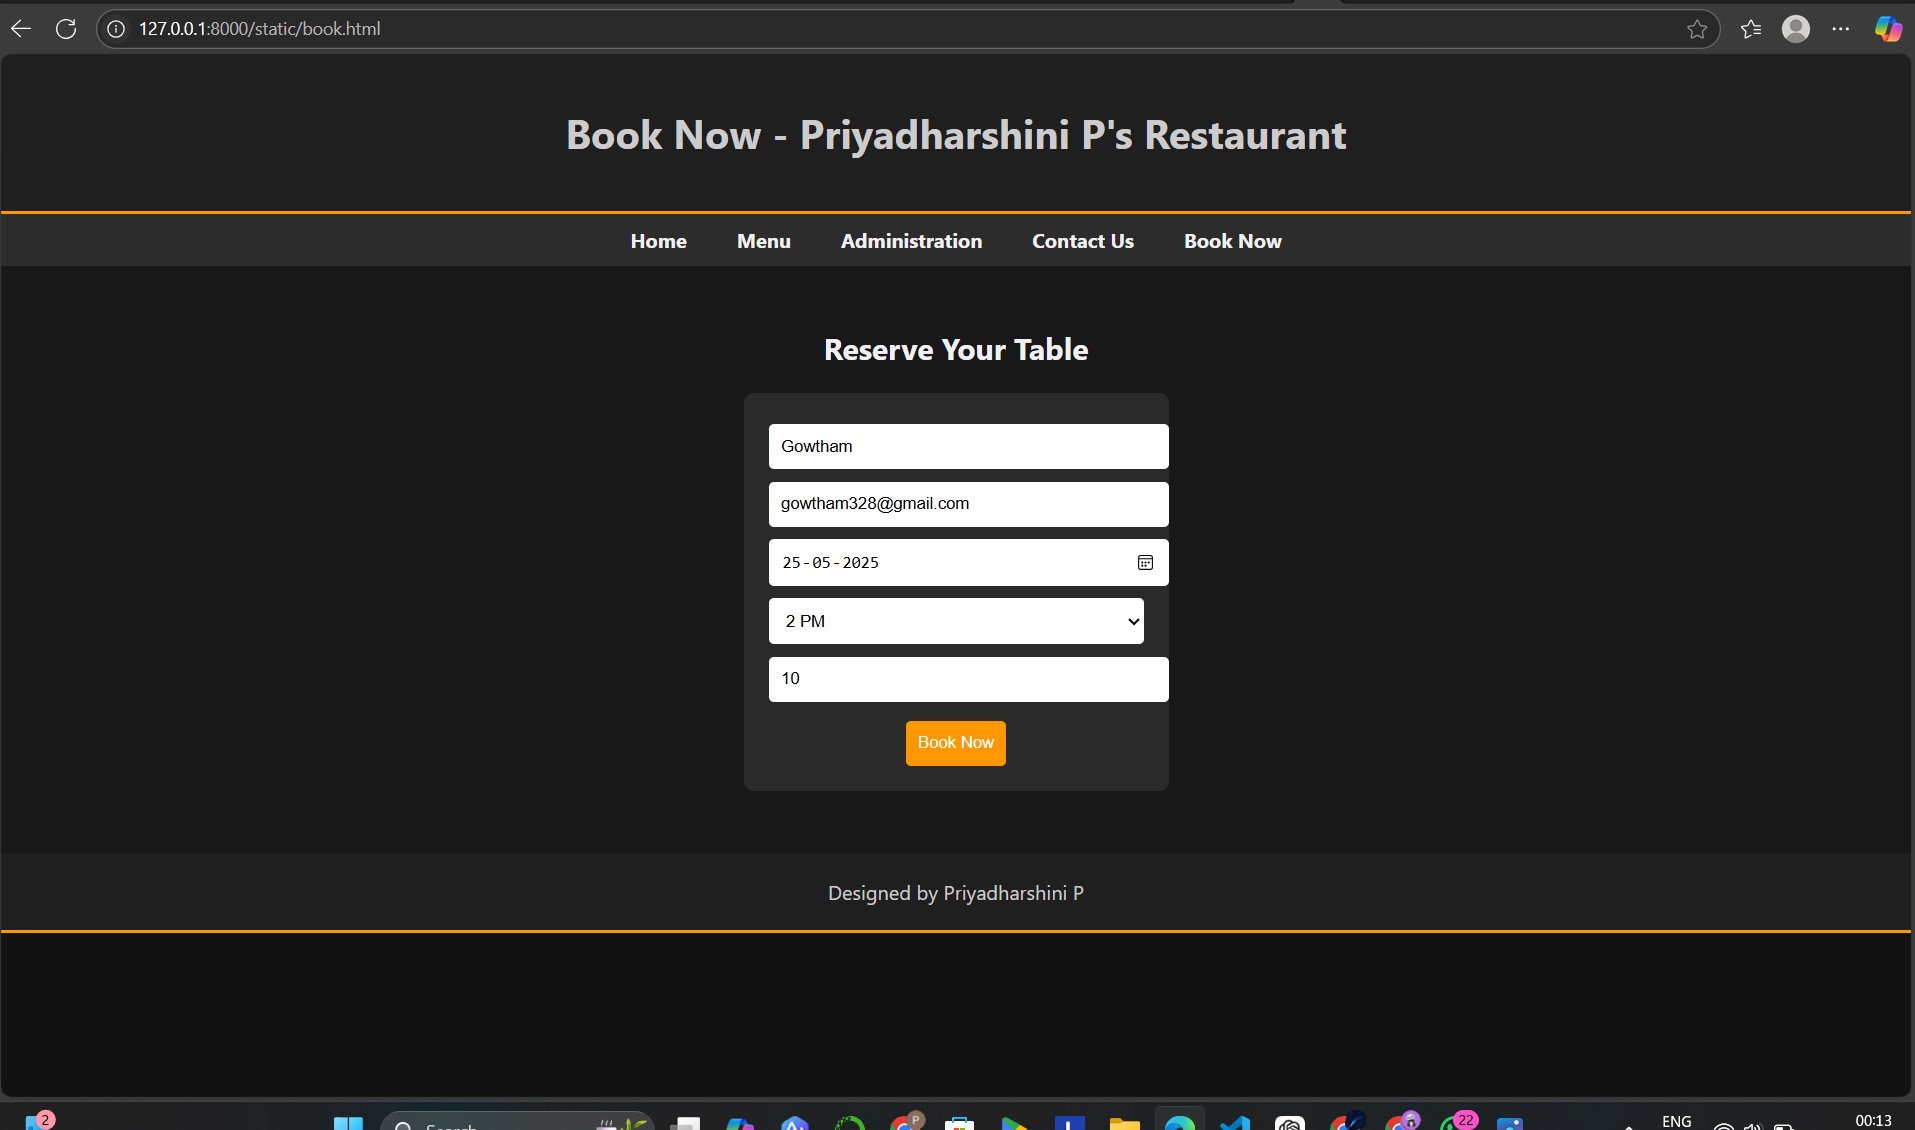 127.0.0.1:8000/static/book.html
Book Now - Priyadharshini P's Restaurant
Home Menu Administration Contact Us Book Now
Reserve Your Table
Gowtham
gowtham328@gmail.com
25-05-2025
2 PM
10
Book Now
Designed by Priyadharshini P
2
Search
P
L
22
ENG
00:13